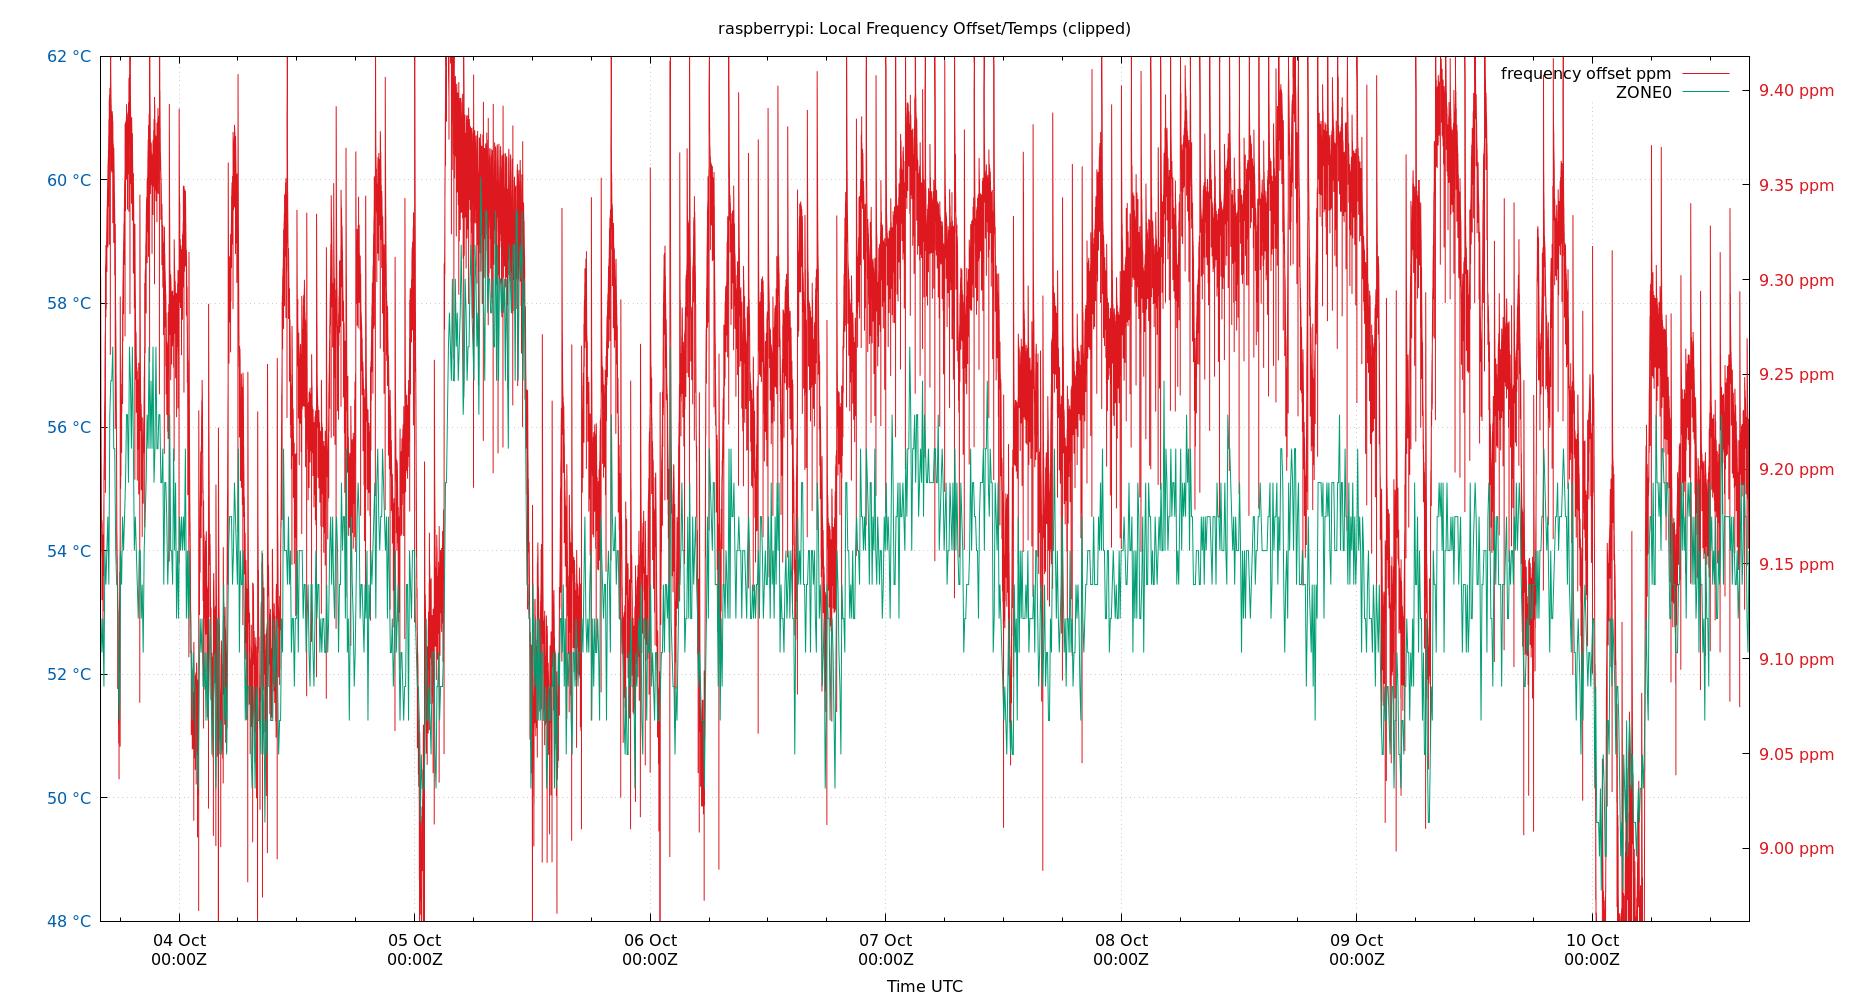 raspberrypi: Local Frequency Offset/Temps (clipped)
frequency offset ppm
ZONE0
62 °C
60 °C
58 °C
56 °C
54 °C
52 °C
50 °C
48 °C
9.40 ppm
9.35 ppm
9.30 ppm
9.25 ppm
9.20 ppm
9.15 ppm
9.10 ppm
9.05 ppm
9.00 ppm
04 Oct
00:00Z
05 Oct
00:00Z
06 Oct
00:00Z
07 Oct
00:00Z
08 Oct
00:00Z
09 Oct
00:00Z
10 Oct
00:00Z
Time UTC